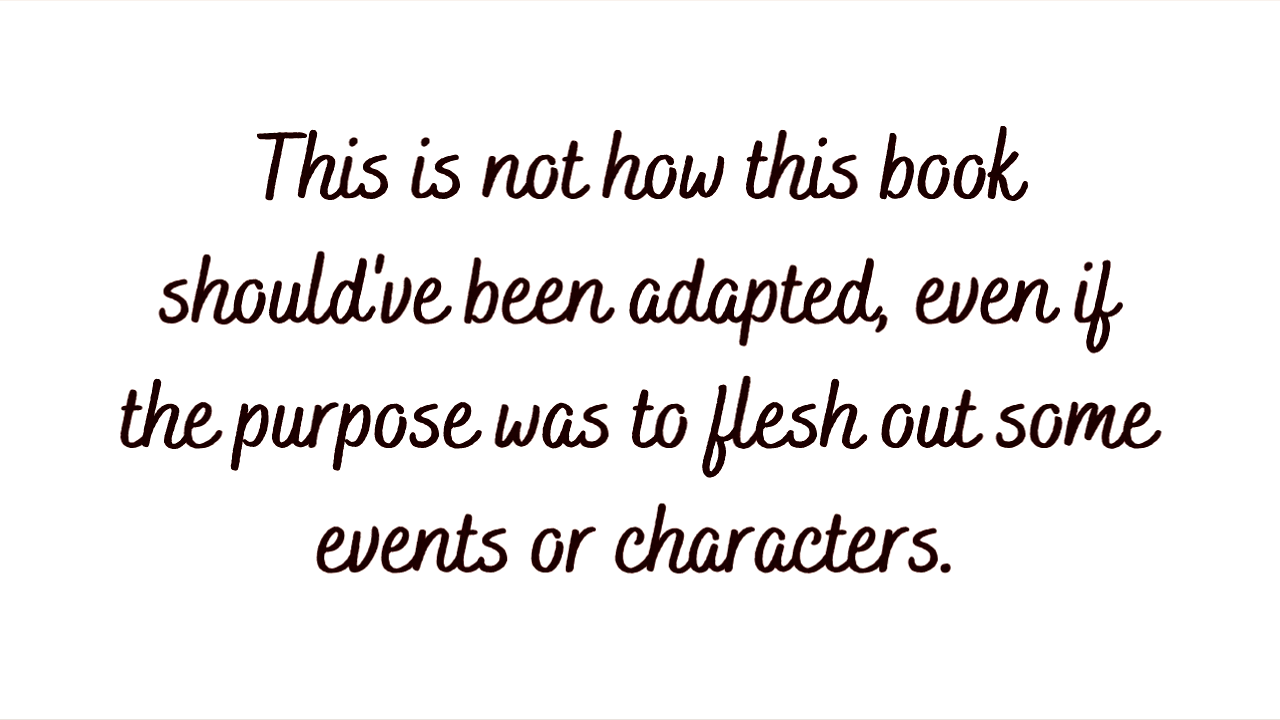 This is not how this book
should've been adapted, even if
the purpose was to flesh out some
events or characters.